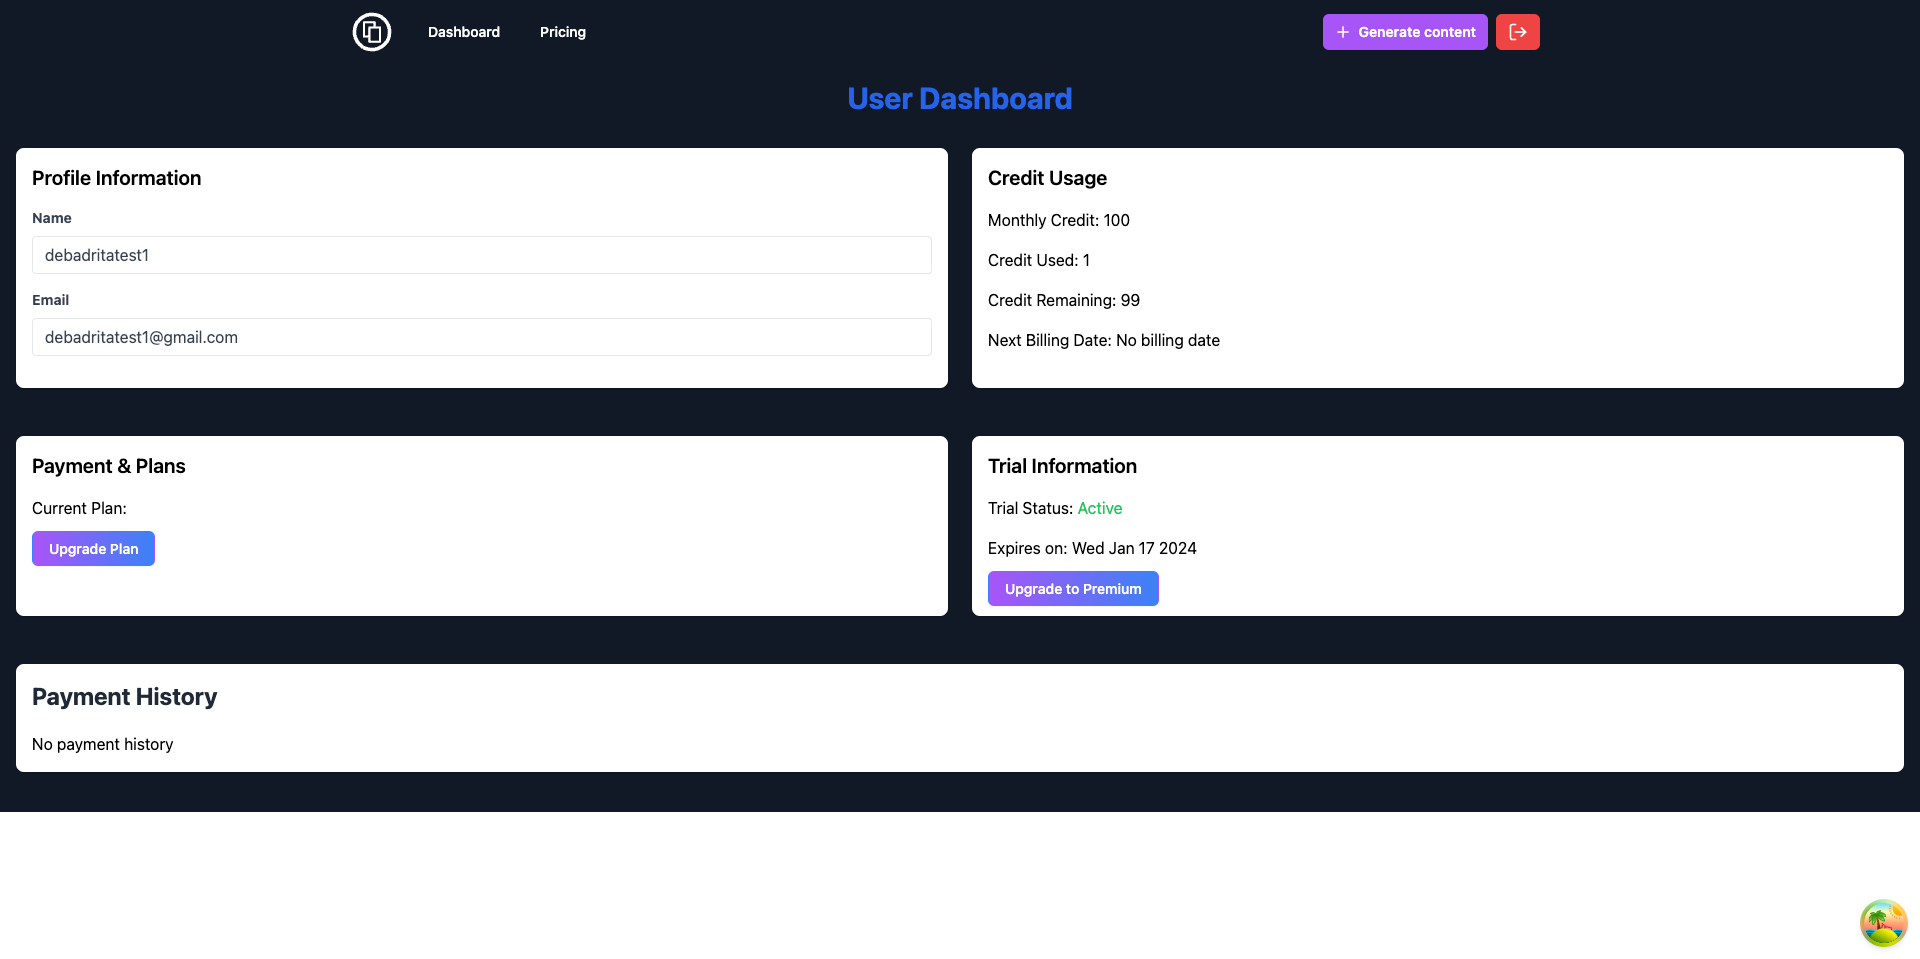 Dashboard
Pricing
Generate content
User Dashboard
Profile Information
Name
debadritatest1
Email
debadritatest1@gmail.com
Credit Usage
Monthly Credit: 100
Credit Used: 1
Credit Remaining: 99
Next Billing Date: No billing date
Payment & Plans
Current Plan:
Upgrade Plan
Trial Information
Trial Status: Active
Expires on: Wed Jan 17 2024
Upgrade to Premium
Payment History
No payment history